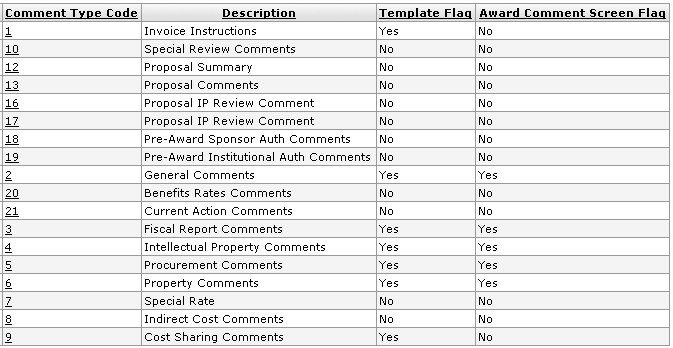 Comment Type Code Description Template Flag Award Comment Screen Flag
1 Invoice Instructions Yes No
10 Special Review Comments No No
12 Proposal Summary No No
13 Proposal Comments No No
16 Proposal IP Review Comment No No
17 Proposal IP Review Comment No No
18 Pre-Award Sponsor Auth Comments No No
19 Pre-Award Institutional Auth Comments No No
2 General Comments Yes Yes
20 Benefits Rates Comments No No
21 Current Action Comments No No
3 Fiscal Report Comments Yes Yes
4 Intellectual Property Comments Yes Yes
5 Procurement Comments Yes Yes
6 Property Comments Yes Yes
7 Special Rate No No
8 Indirect Cost Comments No No
9 Cost Sharing Comments Yes No